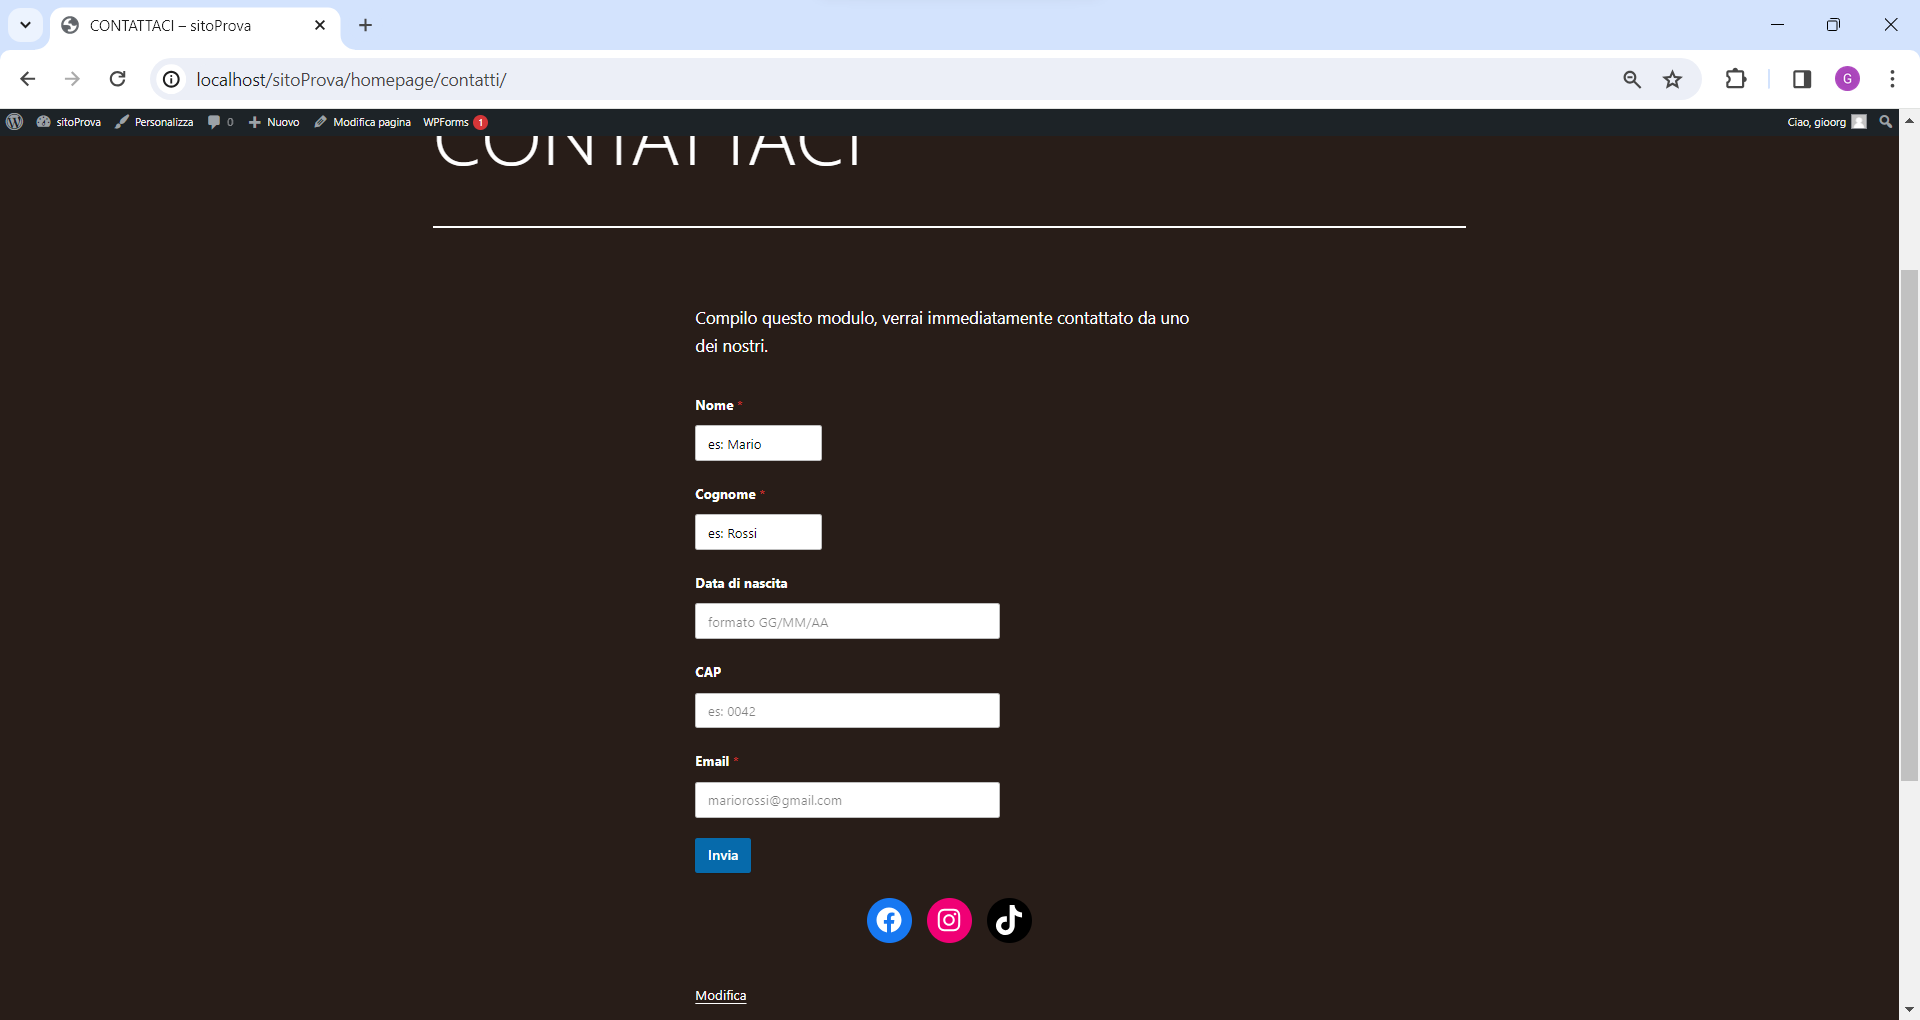 CONTATTACI – sitoProva
localhost/sitoProva/homepage/contatti/
G
sitoProva Personalizza 0 Nuovo Modifica pagina WPForms 1 Ciao, gioorg
CONTATTACI
Compilo questo modulo, verrai immediatamente contattato da uno
dei nostri.
Nome *
es: Mario
Cognome *
es: Rossi
Data di nascita
formato GG/MM/AA
CAP
es: 0042
Email *
mariorossi@gmail.com
Invia
Modifica